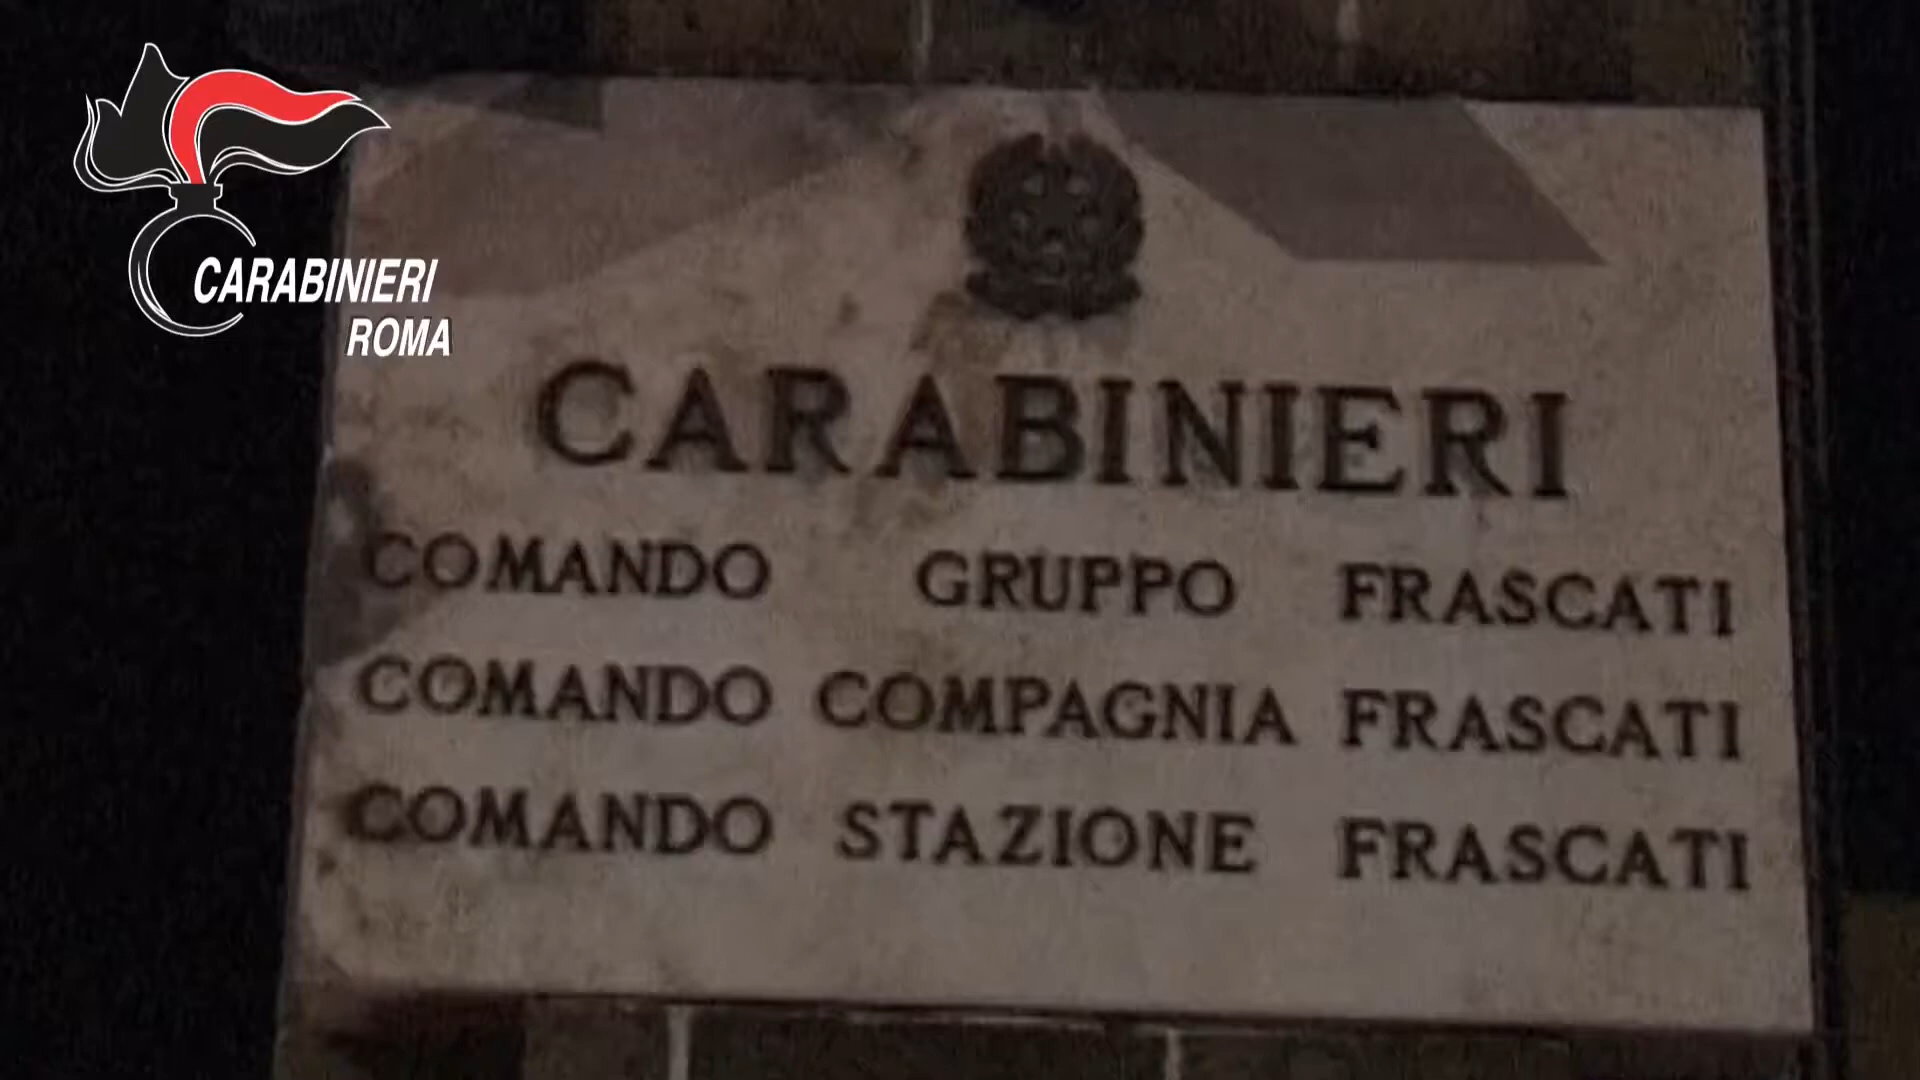 CARABINIERI
ROMA
CARABINIERI
COMANDO GRUPPO FRASCATI
COMANDO COMPAGNIA FRASCATI
COMANDO STAZIONE FRASCATI